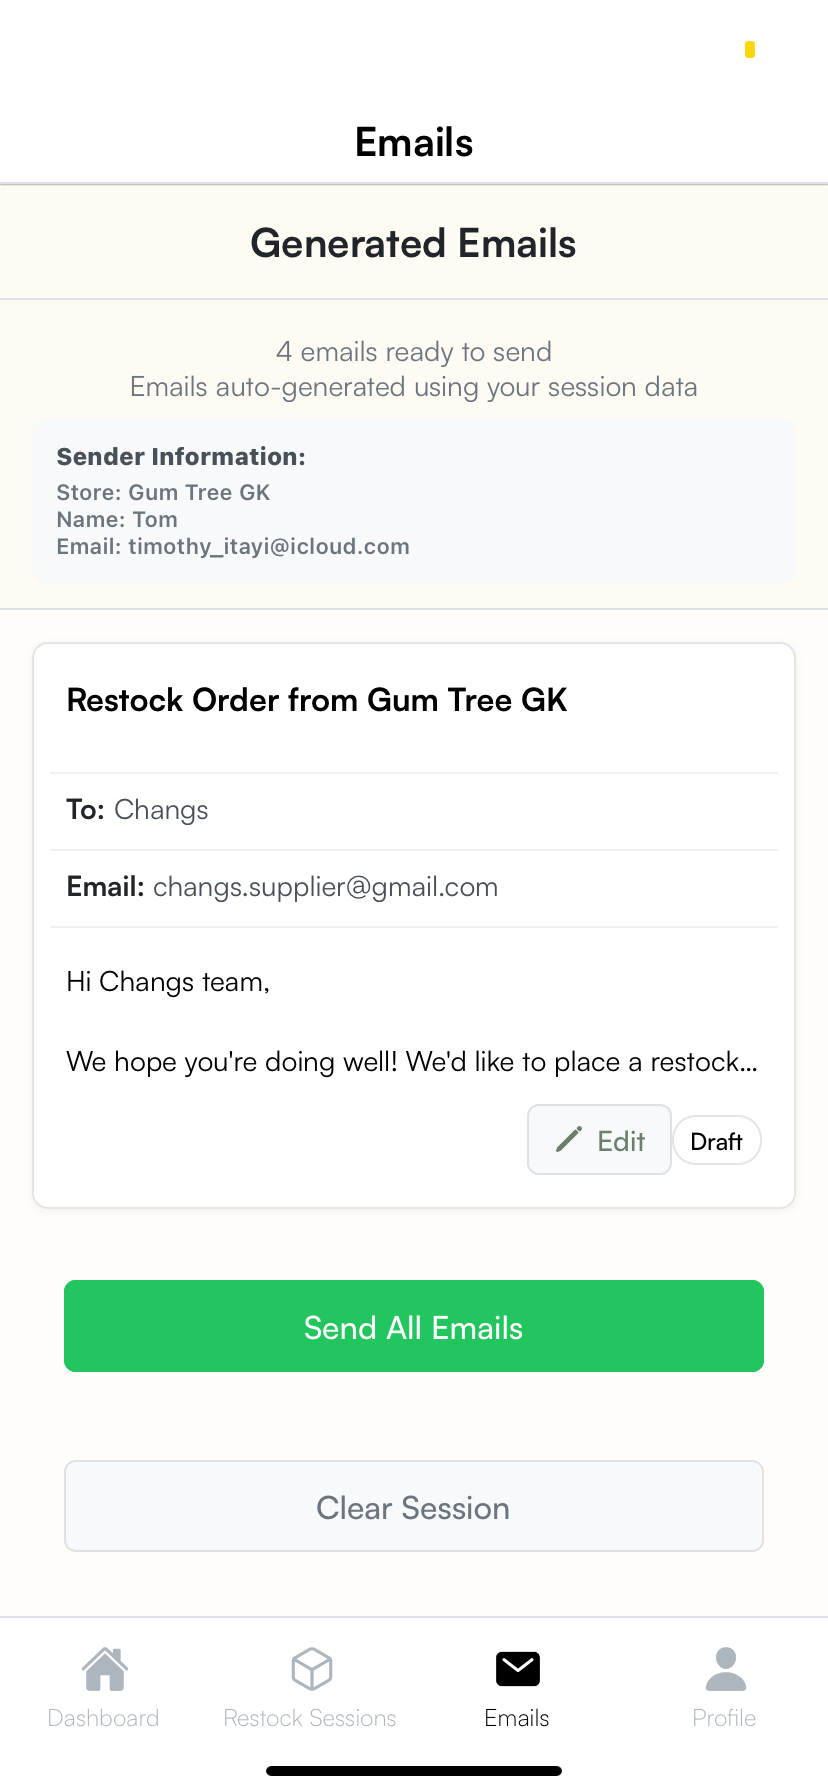 Emails
Generated Emails
4 emails ready to send
Emails auto-generated using your session data
Sender Information:
Store: Gum Tree GK
Name: Tom
Email: timothy_itayi@icloud.com
Restock Order from Gum Tree GK
To: Changs
Email: changs.supplier@gmail.com
Hi Changs team,
We hope you're doing well! We'd like to place a restock...
Edit
Draft
Send All Emails
Clear Session
Dashboard
Restock Sessions
Emails
Profile